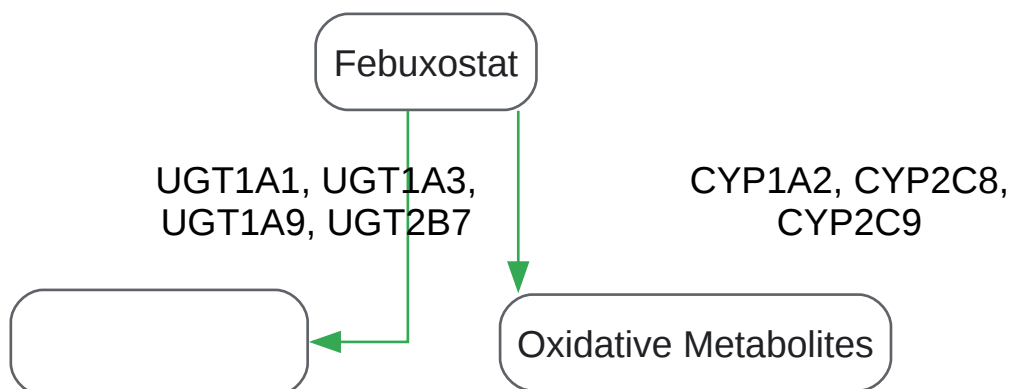 Febuxostat
UGT1A1, UGT1A3,
UGT1A9, UGT2B7
CYP1A2, CYP2C8,
CYP2C9
Oxidative Metabolites